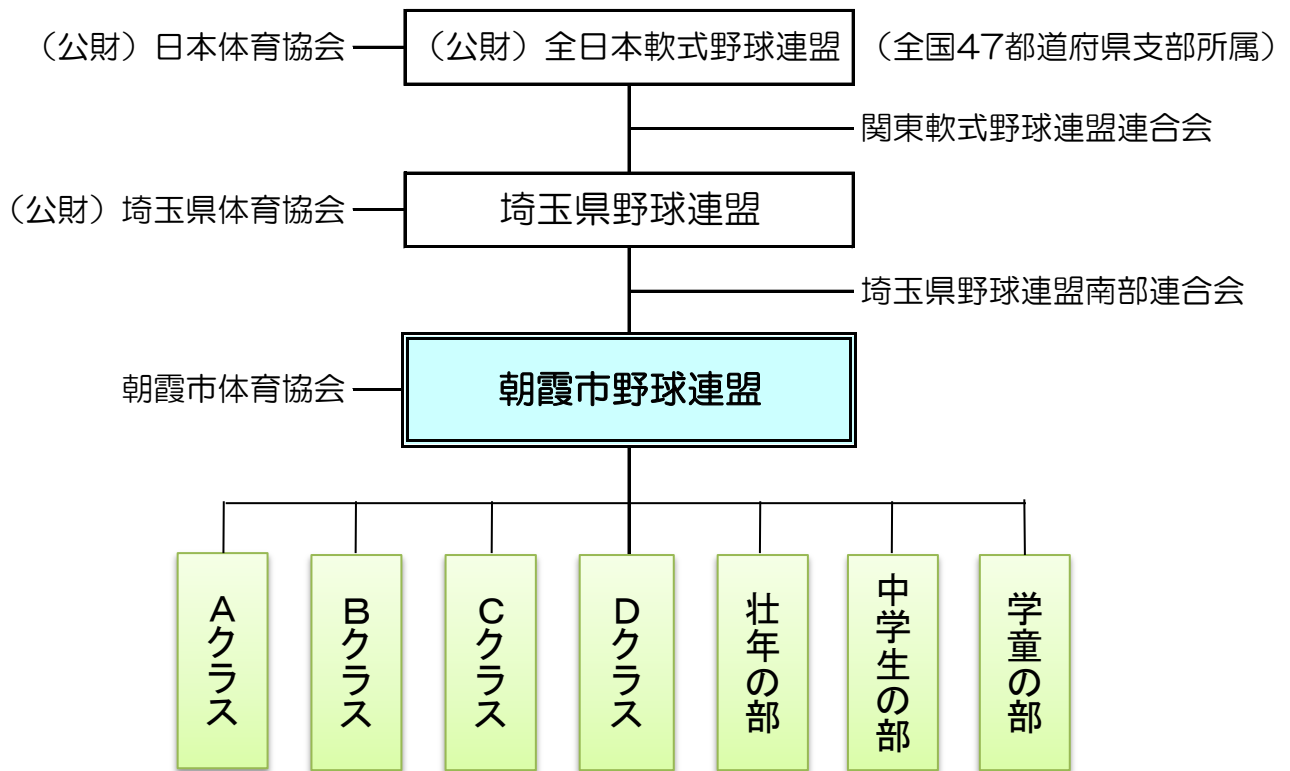 （公財）日本体育協会
（公財）全日本軟式野球連盟
（全国47都道府県支部所属）
関東軟式野球連盟連合会
（公財）埼玉県体育協会
埼玉県野球連盟
埼玉県野球連盟南部連合会
朝霞市体育協会
朝霞市野球連盟
Aクラス
Bクラス
Cクラス
Dクラス
壮年の部
中学生の部
学童の部